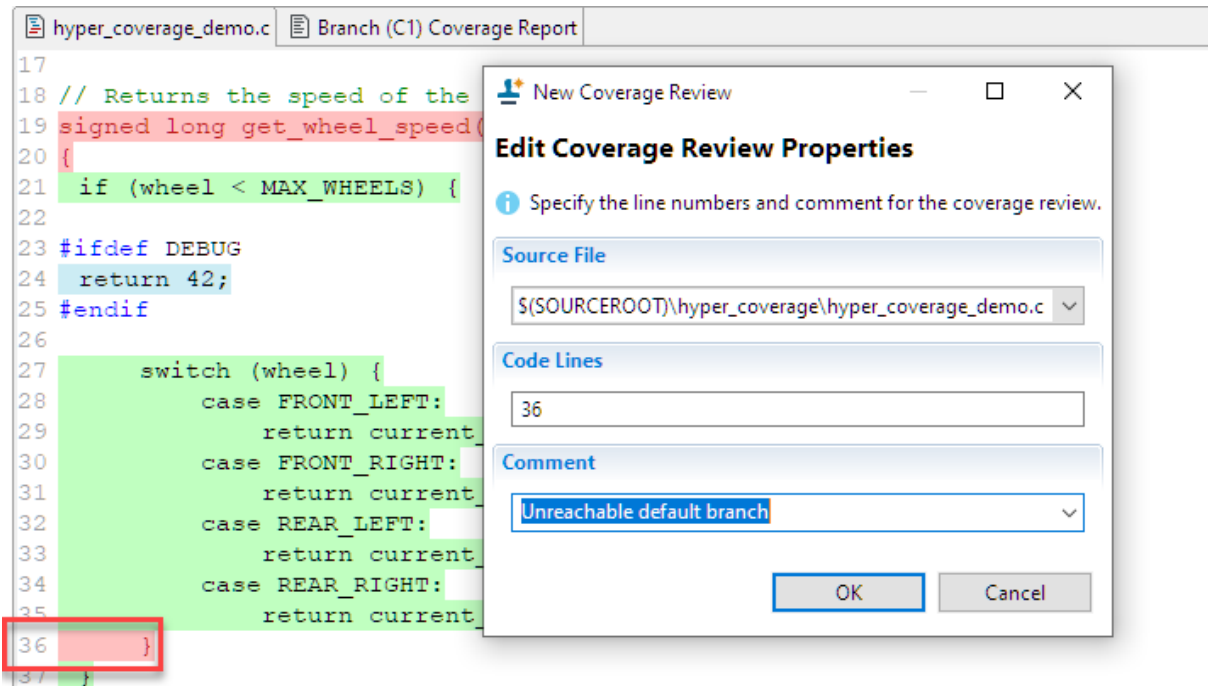 hyper_coverage_demo.c
Branch (C1) Coverage Report
17
18 // Returns the speed of the
19 signed long get_wheel_speed(
20 {
21 if (wheel < MAX_WHEELS) {
22
23 #ifdef DEBUG
24 return 42;
25 #endif
26
27 switch (wheel) {
28 case FRONT_LEFT:
29 return current_
30 case FRONT_RIGHT:
31 return current_
32 case REAR_LEFT:
33 return current_
34 case REAR_RIGHT:
35 return current_
36 }
37 }
New Coverage Review
Edit Coverage Review Properties
Specify the line numbers and comment for the coverage review.
Source File
$(SOURCEROOT)\hyper_coverage\hyper_coverage_demo.c
Code Lines
36
Comment
Unreachable default branch
OK
Cancel